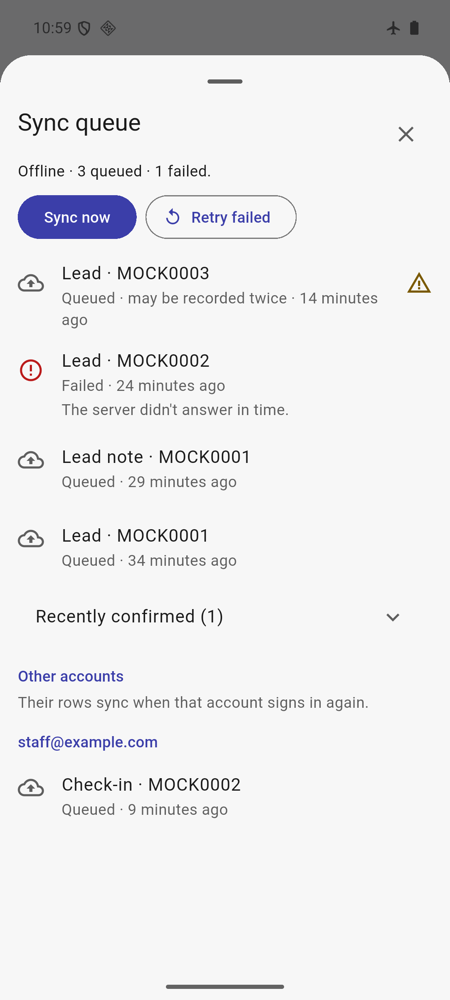 10:59
Sync queue
Offline · 3 queued · 1 failed.
Sync now
Retry failed
Lead · MOCK0003
Queued · may be recorded twice · 14 minutes
ago
Lead · MOCK0002
Failed · 24 minutes ago
The server didn't answer in time.
Lead note · MOCK0001
Queued · 29 minutes ago
Lead · MOCK0001
Queued · 34 minutes ago
Recently confirmed (1)
Other accounts
Their rows sync when that account signs in again.
staff@example.com
Check-in · MOCK0002
Queued · 9 minutes ago